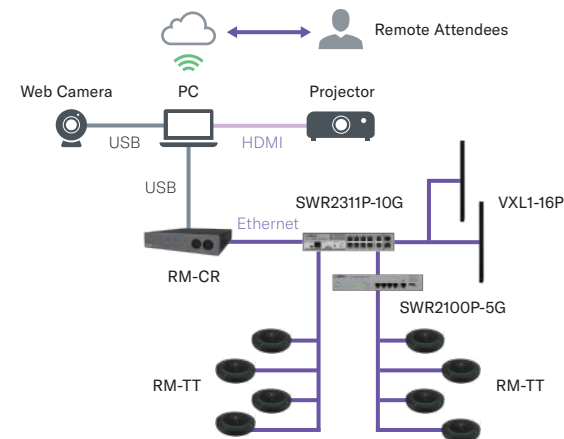 Remote Attendees
Web Camera
PC
Projector
USB
HDMI
USB
SWR2311P-10G
VXL1-16P
Ethernet
RM-CR
SWR2100P-5G
RM-TT
RM-TT